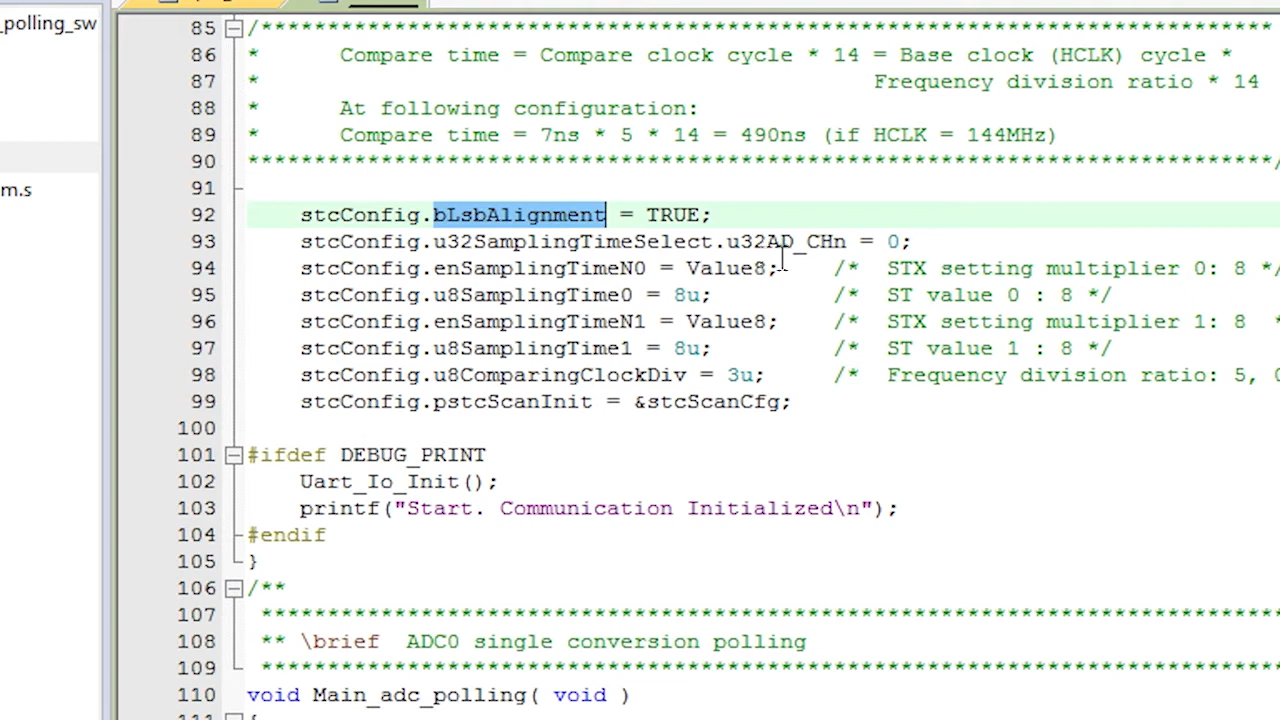 _polling_sw
m.s
85 /*****************************************************************************
86 * Compare time = Compare clock cycle * 14 = Base clock (HCLK) cycle *
87 * Frequency division ratio * 14
88 * At following configuration:
89 * Compare time = 7ns * 5 * 14 = 490ns (if HCLK = 144MHz)
90 *****************************************************************************/
91
92 stcConfig.bLsbAlignment = TRUE;
93 stcConfig.u32SamplingTimeSelect.u32AD_CHn = 0;
94 stcConfig.enSamplingTimeN0 = Value8; /* STX setting multiplier 0: 8 */
95 stcConfig.u8SamplingTime0 = 8u; /* ST value 0 : 8 */
96 stcConfig.enSamplingTimeN1 = Value8; /* STX setting multiplier 1: 8 *
97 stcConfig.u8SamplingTime1 = 8u; /* ST value 1 : 8 */
98 stcConfig.u8ComparingClockDiv = 3u; /* Frequency division ratio: 5,
99 stcConfig.pstcScanInit = &stcScanCfg;
100
101 #ifdef DEBUG_PRINT
102 Uart_Io_Init();
103 printf("Start. Communication Initialized\n");
104 #endif
105 }
106 /**
107 ****************************************************************************
108 ** \brief ADC0 single conversion polling
109 ****************************************************************************
110 void Main_adc_polling( void )